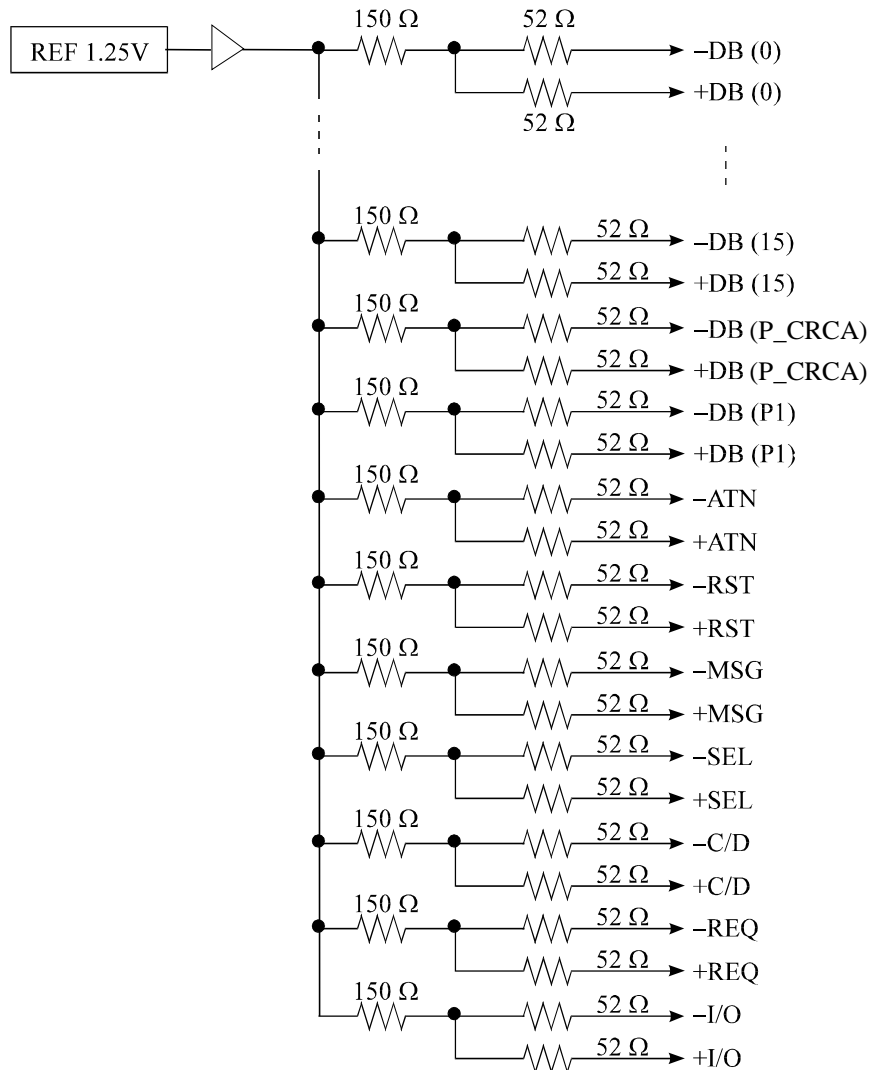 150 Ω 52 Ω
REF 1.25V –DB (0)
+DB (0)
52 Ω
150 Ω 52 Ω –DB (15)
52 Ω +DB (15)
150 Ω 52 Ω –DB (P_CRCA)
52 Ω +DB (P_CRCA)
150 Ω 52 Ω –DB (P1)
52 Ω +DB (P1)
150 Ω 52 Ω –ATN
52 Ω +ATN
150 Ω 52 Ω –RST
52 Ω +RST
150 Ω 52 Ω –MSG
52 Ω +MSG
150 Ω 52 Ω –SEL
52 Ω +SEL
150 Ω 52 Ω –C/D
52 Ω +C/D
150 Ω 52 Ω –REQ
52 Ω +REQ
150 Ω 52 Ω –I/O
52 Ω +I/O